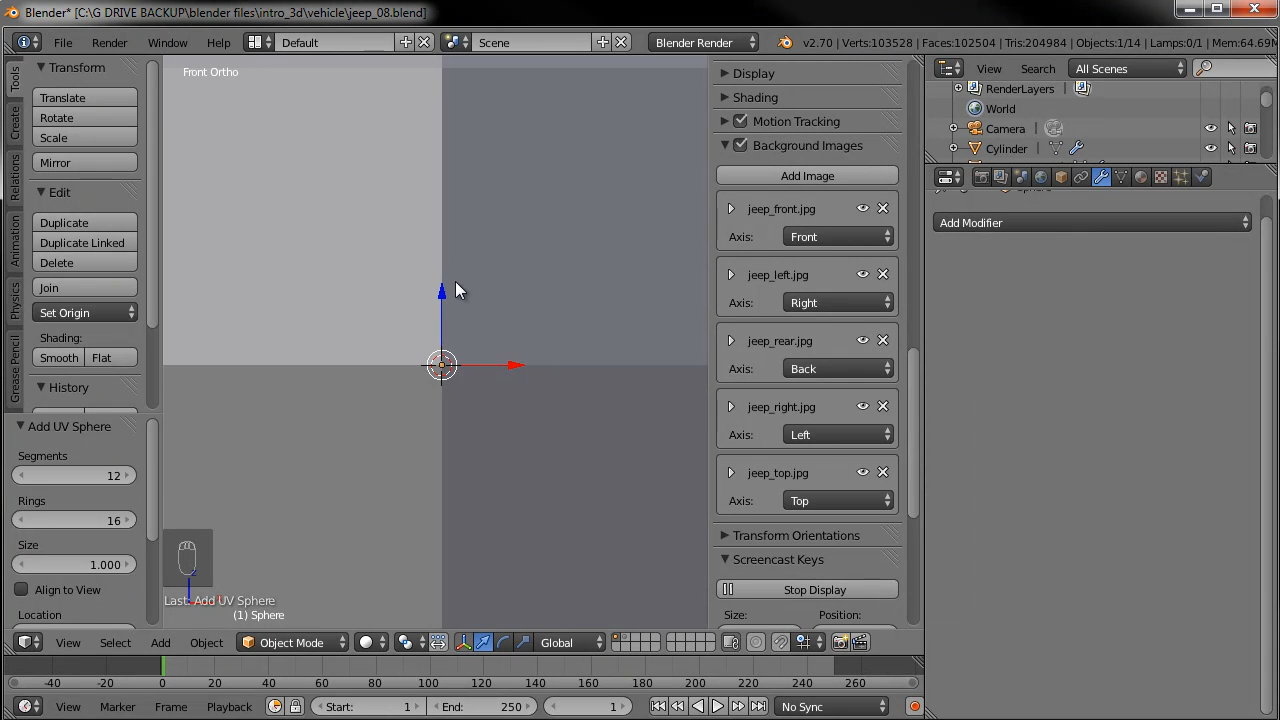 Blender* [C:\G DRIVE BACKUP\blender files\intro_3d\vehicle\jeep_08.blend]
File Render Window Help Default Scene Blender Render v2.70 | Verts:103528 | Faces:102504 | Tris:204984 | Objects:1/14 | Lamps:0/1 | Mem:64.69M
Tools
Create
Relations
Animation
Physics
Grease Pencil
Transform
Translate
Rotate
Scale
Mirror
Edit
Duplicate
Duplicate Linked
Delete
Join
Set Origin
Shading:
Smooth Flat
History
Add UV Sphere
Segments
12
Rings
16
Size
1.000
Align to View
Location
Front Ortho
Last: Add UV Sphere
(1) Sphere
Display
Shading
Motion Tracking
Background Images
Add Image
jeep_front.jpg
Axis: Front
jeep_left.jpg
Axis: Right
jeep_rear.jpg
Axis: Back
jeep_right.jpg
Axis: Left
jeep_top.jpg
Axis: Top
Transform Orientations
Screencast Keys
Stop Display
Size: Position:
View Search All Scenes
RenderLayers
World
Camera
Cylinder
Add Modifier
View Select Add Object Object Mode Global
-40 -20 0 20 40 60 80 100 120 140 160 180 200 220 240 260
View Marker Frame Playback Start: 1 End: 250 1 No Sync